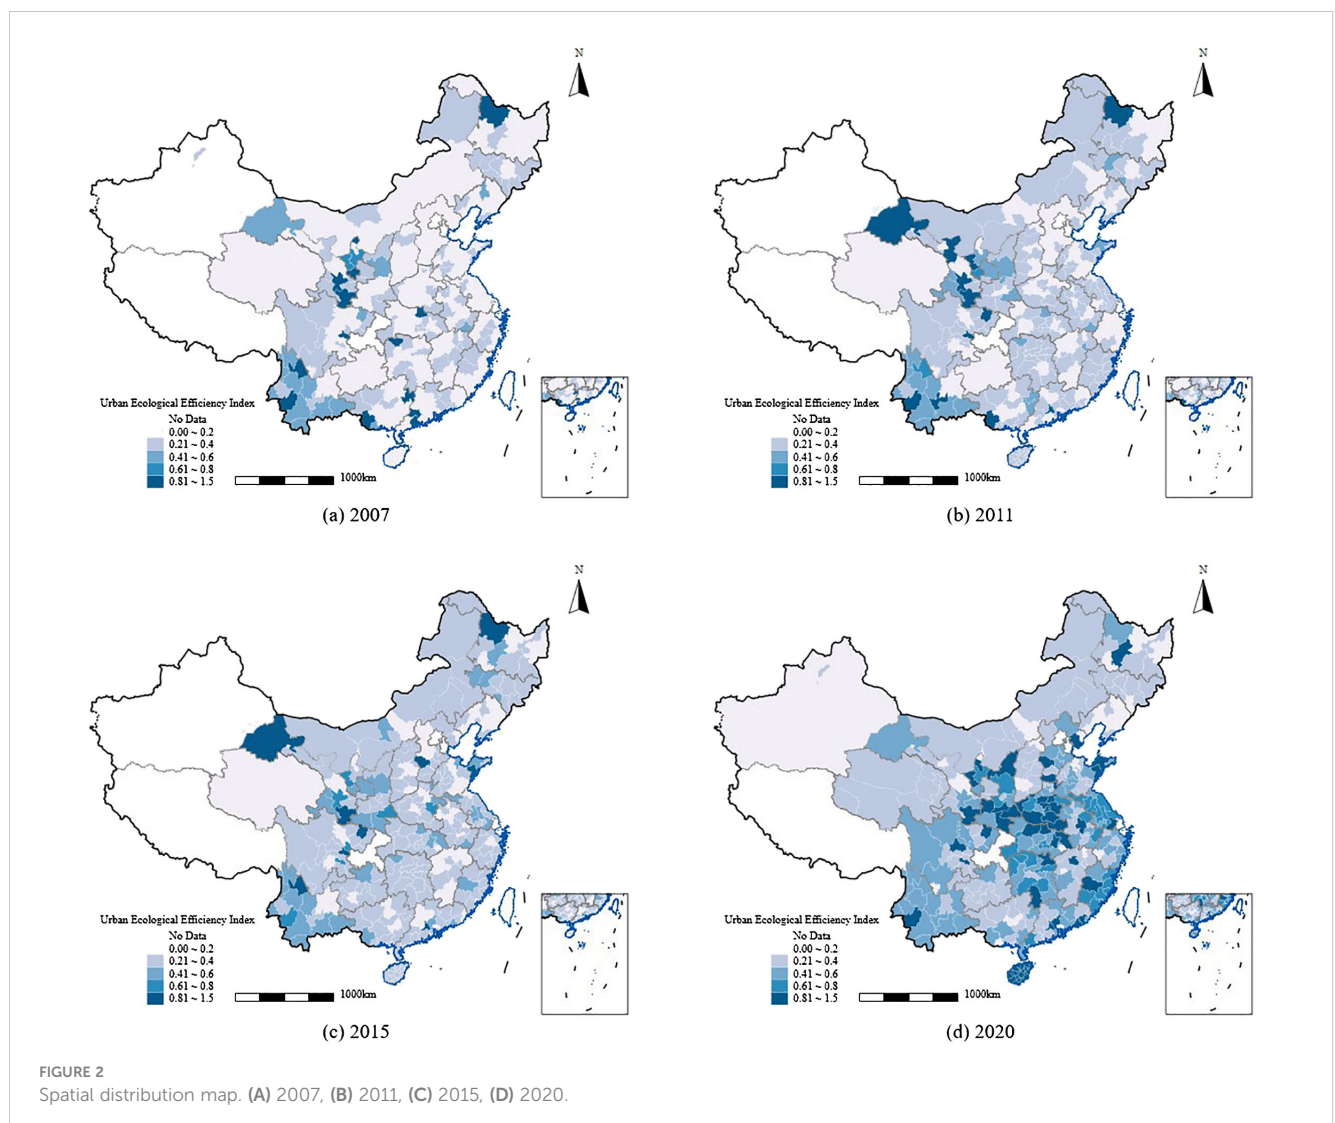 N
Urban Ecological Efficiency Index
No Data
0.00 ~ 0.2
0.21 ~ 0.4
0.41 ~ 0.6
0.61 ~ 0.8
0.81 ~ 1.5
1000km
(a) 2007
N
Urban Ecological Efficiency Index
No Data
0.00 ~ 0.2
0.21 ~ 0.4
0.41 ~ 0.6
0.61 ~ 0.8
0.81 ~ 1.5
1000km
(b) 2011
N
Urban Ecological Efficiency Index
No Data
0.00 ~ 0.2
0.21 ~ 0.4
0.41 ~ 0.6
0.61 ~ 0.8
0.81 ~ 1.5
1000km
(c) 2015
N
Urban Ecological Efficiency Index
No Data
0.00 ~ 0.2
0.21 ~ 0.4
0.41 ~ 0.6
0.61 ~ 0.8
0.81 ~ 1.5
1000km
(d) 2020
FIGURE 2
Spatial distribution map. (A) 2007, (B) 2011, (C) 2015, (D) 2020.